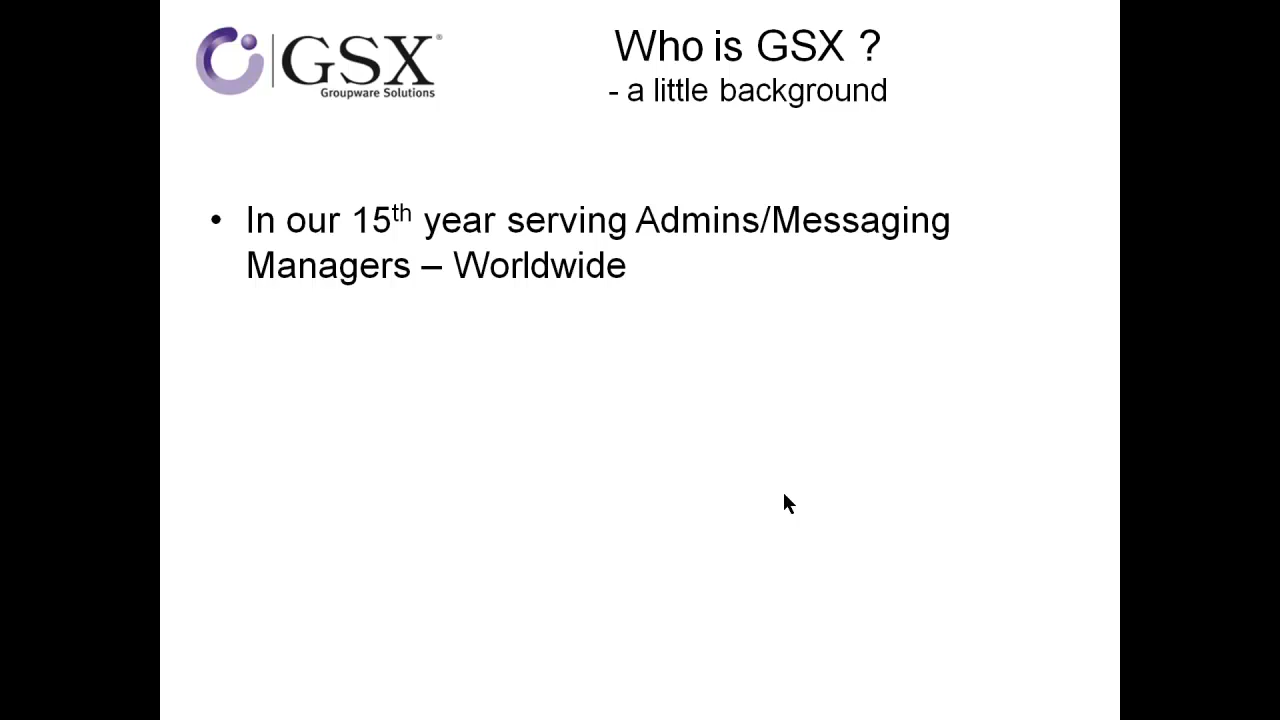 GSX®
Groupware Solutions
Who is GSX ?
- a little background
• In our 15th year serving Admins/Messaging
Managers – Worldwide